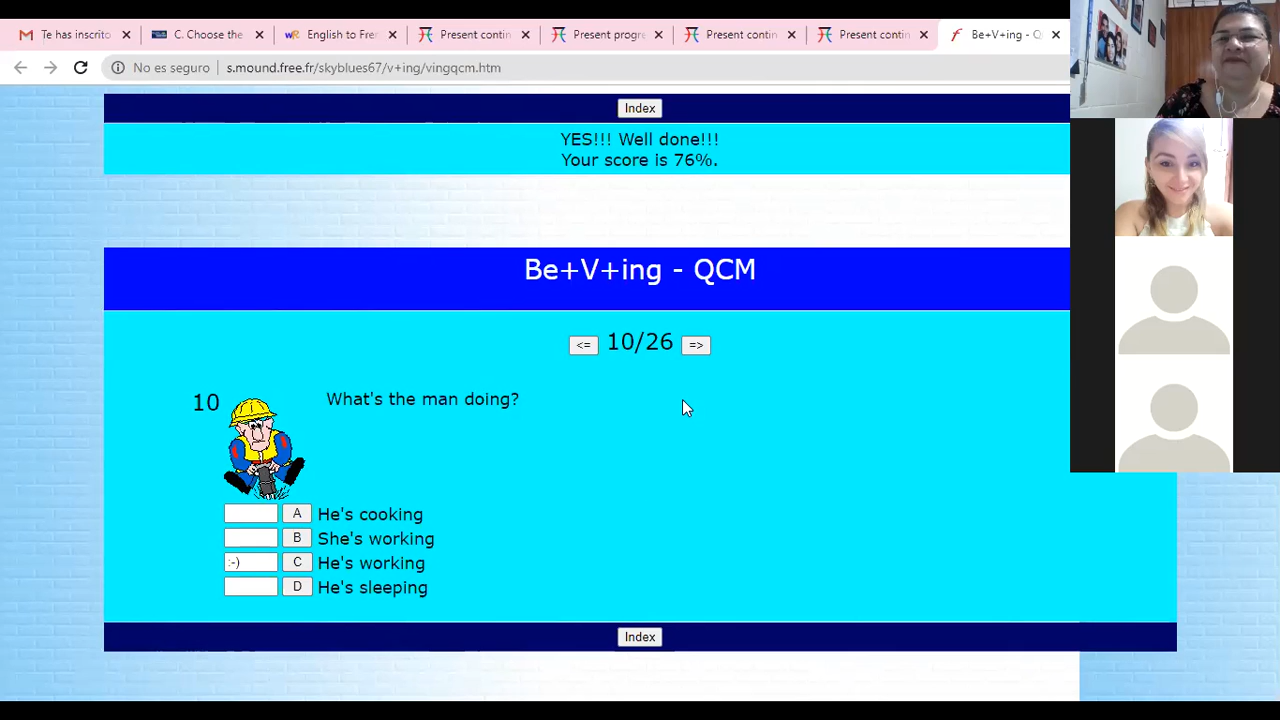 Te has inscrito
C. Choose the
English to Fren
Present contin
Present progre
Present contin
Present contin
Be+V+ing - Q
No es seguro
s.mound.free.fr/skyblues67/v+ing/vingqcm.htm
Index
YES!!! Well done!!!
Your score is 76%.
Be+V+ing - QCM
<= 10/26 =>
10 What's the man doing?
A He's cooking
B She's working
:-) C He's working
D He's sleeping
Index